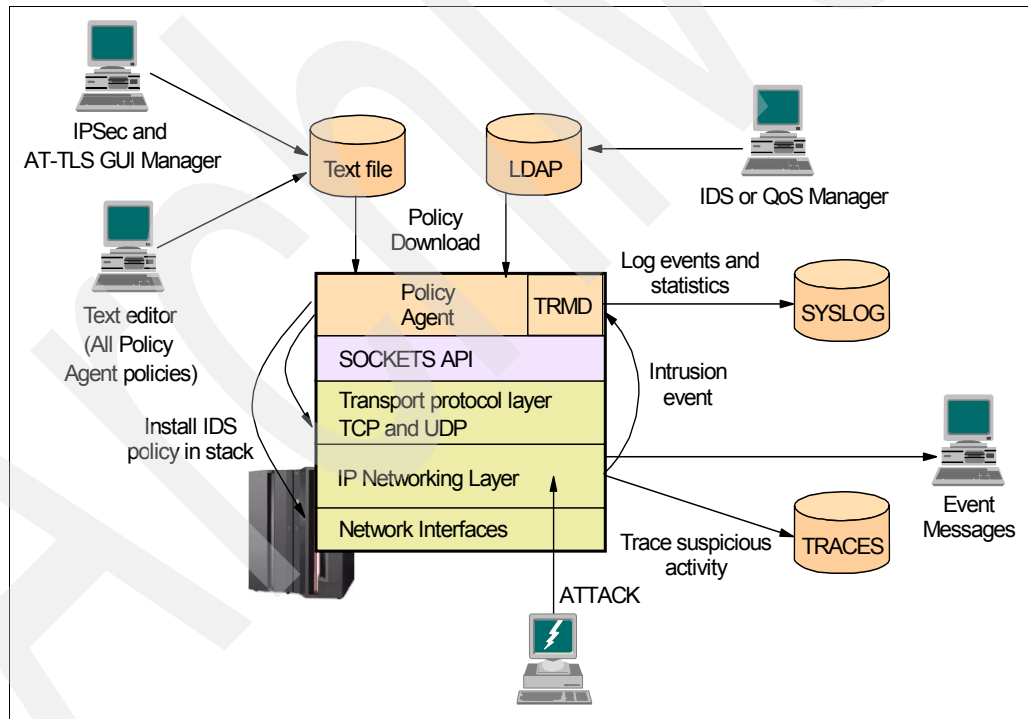 IPSec and
AT-TLS GUI Manager
Text file
LDAP
IDS or QoS Manager
Policy
Download
Text editor
(All Policy
Agent policies)
Policy
Agent
TRMD
Log events and
statistics
SYSLOG
SOCKETS API
Intrusion
event
Transport protocol layer
TCP and UDP
Install IDS
policy in stack
IP Networking Layer
Network Interfaces
Event
Messages
Trace suspicious
activity
TRACES
ATTACK